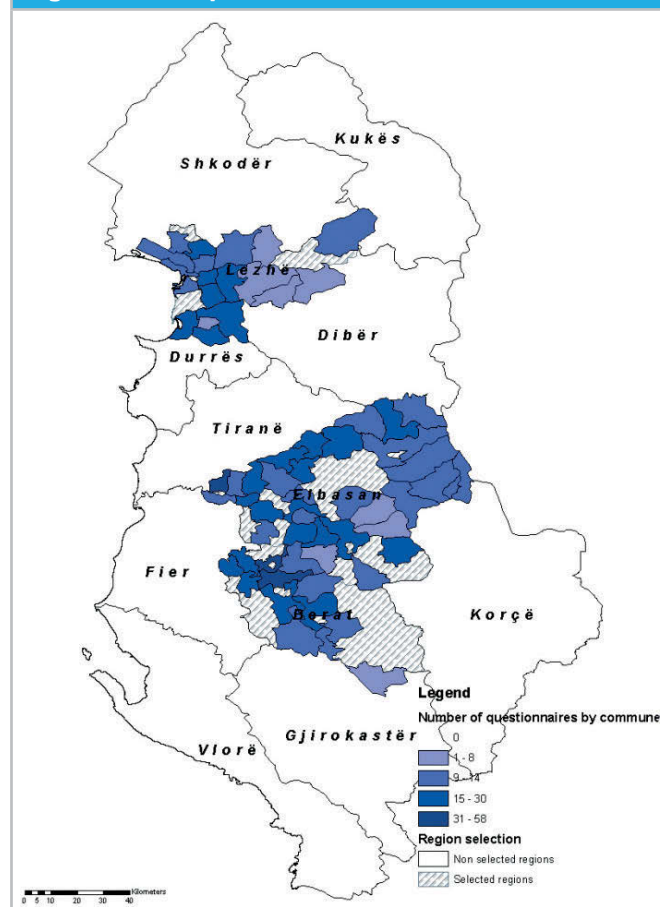 Kukës
Shkodër
Lezhë
Dibër
Durrës
Tiranë
Elbasan
Fier
Berat
Korçë
Gjirokastër
Vlorë
Legend
Number of questionnaires by commune
0
1 - 8
9 - 14
15 - 30
31 - 58
Region selection
Non selected regions
Selected regions
Kilometers
0 5 10 20 30 40